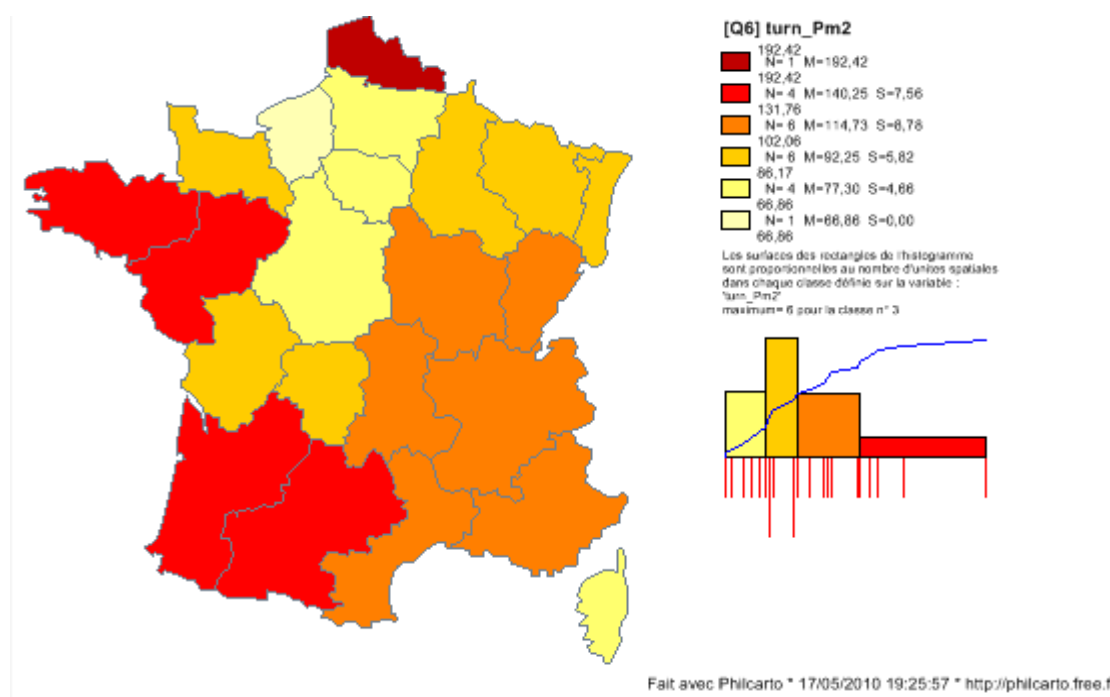 [Q6] turn_Pm2
192,42
N= 1 M=192,42
192,42
N= 4 M=140,25 S=7,56
131,76
N= 6 M=114,73 S=8,78
102,06
N= 6 M=92,25 S=5,82
86,17
N= 4 M=77,30 S=4,66
66,86
N= 1 M=66,86 S=0,00
66,86
Les surfaces des rectangles de l'histogramme
sont proportionnelles au nombre d'unites spatiales
dans chaque classe définie sur la variable :
'turn_Pm2'
maximum= 6 pour la classe n° 3
Fait avec Philcarto * 17/05/2010 19:25:57 * http://philcarto.free.f